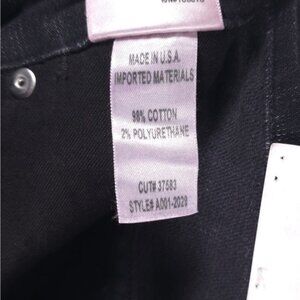 MADE IN U.S.A.
IMPORTED MATERIALS
98% COTTON
2% POLYURETHANE
CUT# 37583
STYLE# A001-2028